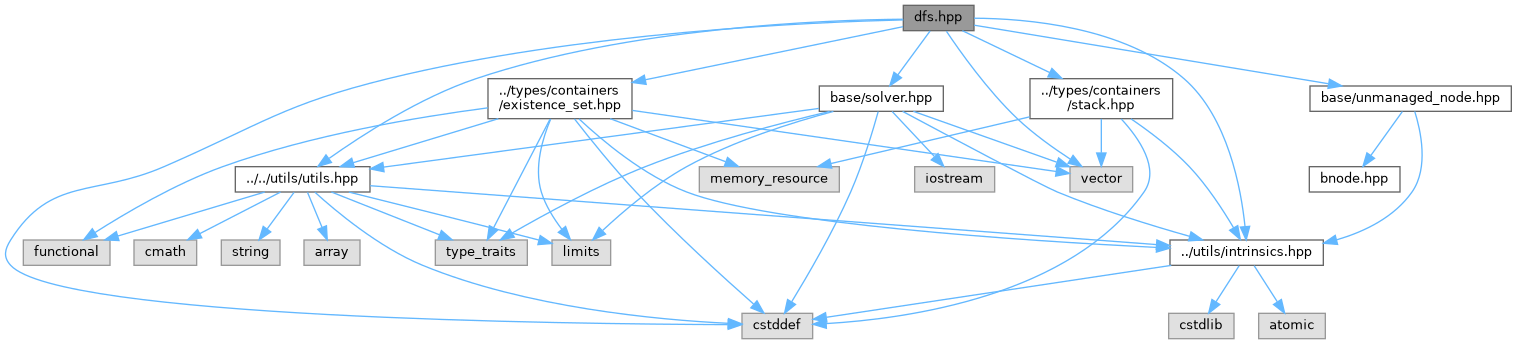 dfs.hpp
../types/containers
/existence_set.hpp
base/solver.hpp
../types/containers
/stack.hpp
base/unmanaged_node.hpp
../../utils/utils.hpp
memory_resource
iostream
vector
bnode.hpp
functional
cmath
string
array
type_traits
limits
../utils/intrinsics.hpp
cstddef
cstdlib
atomic